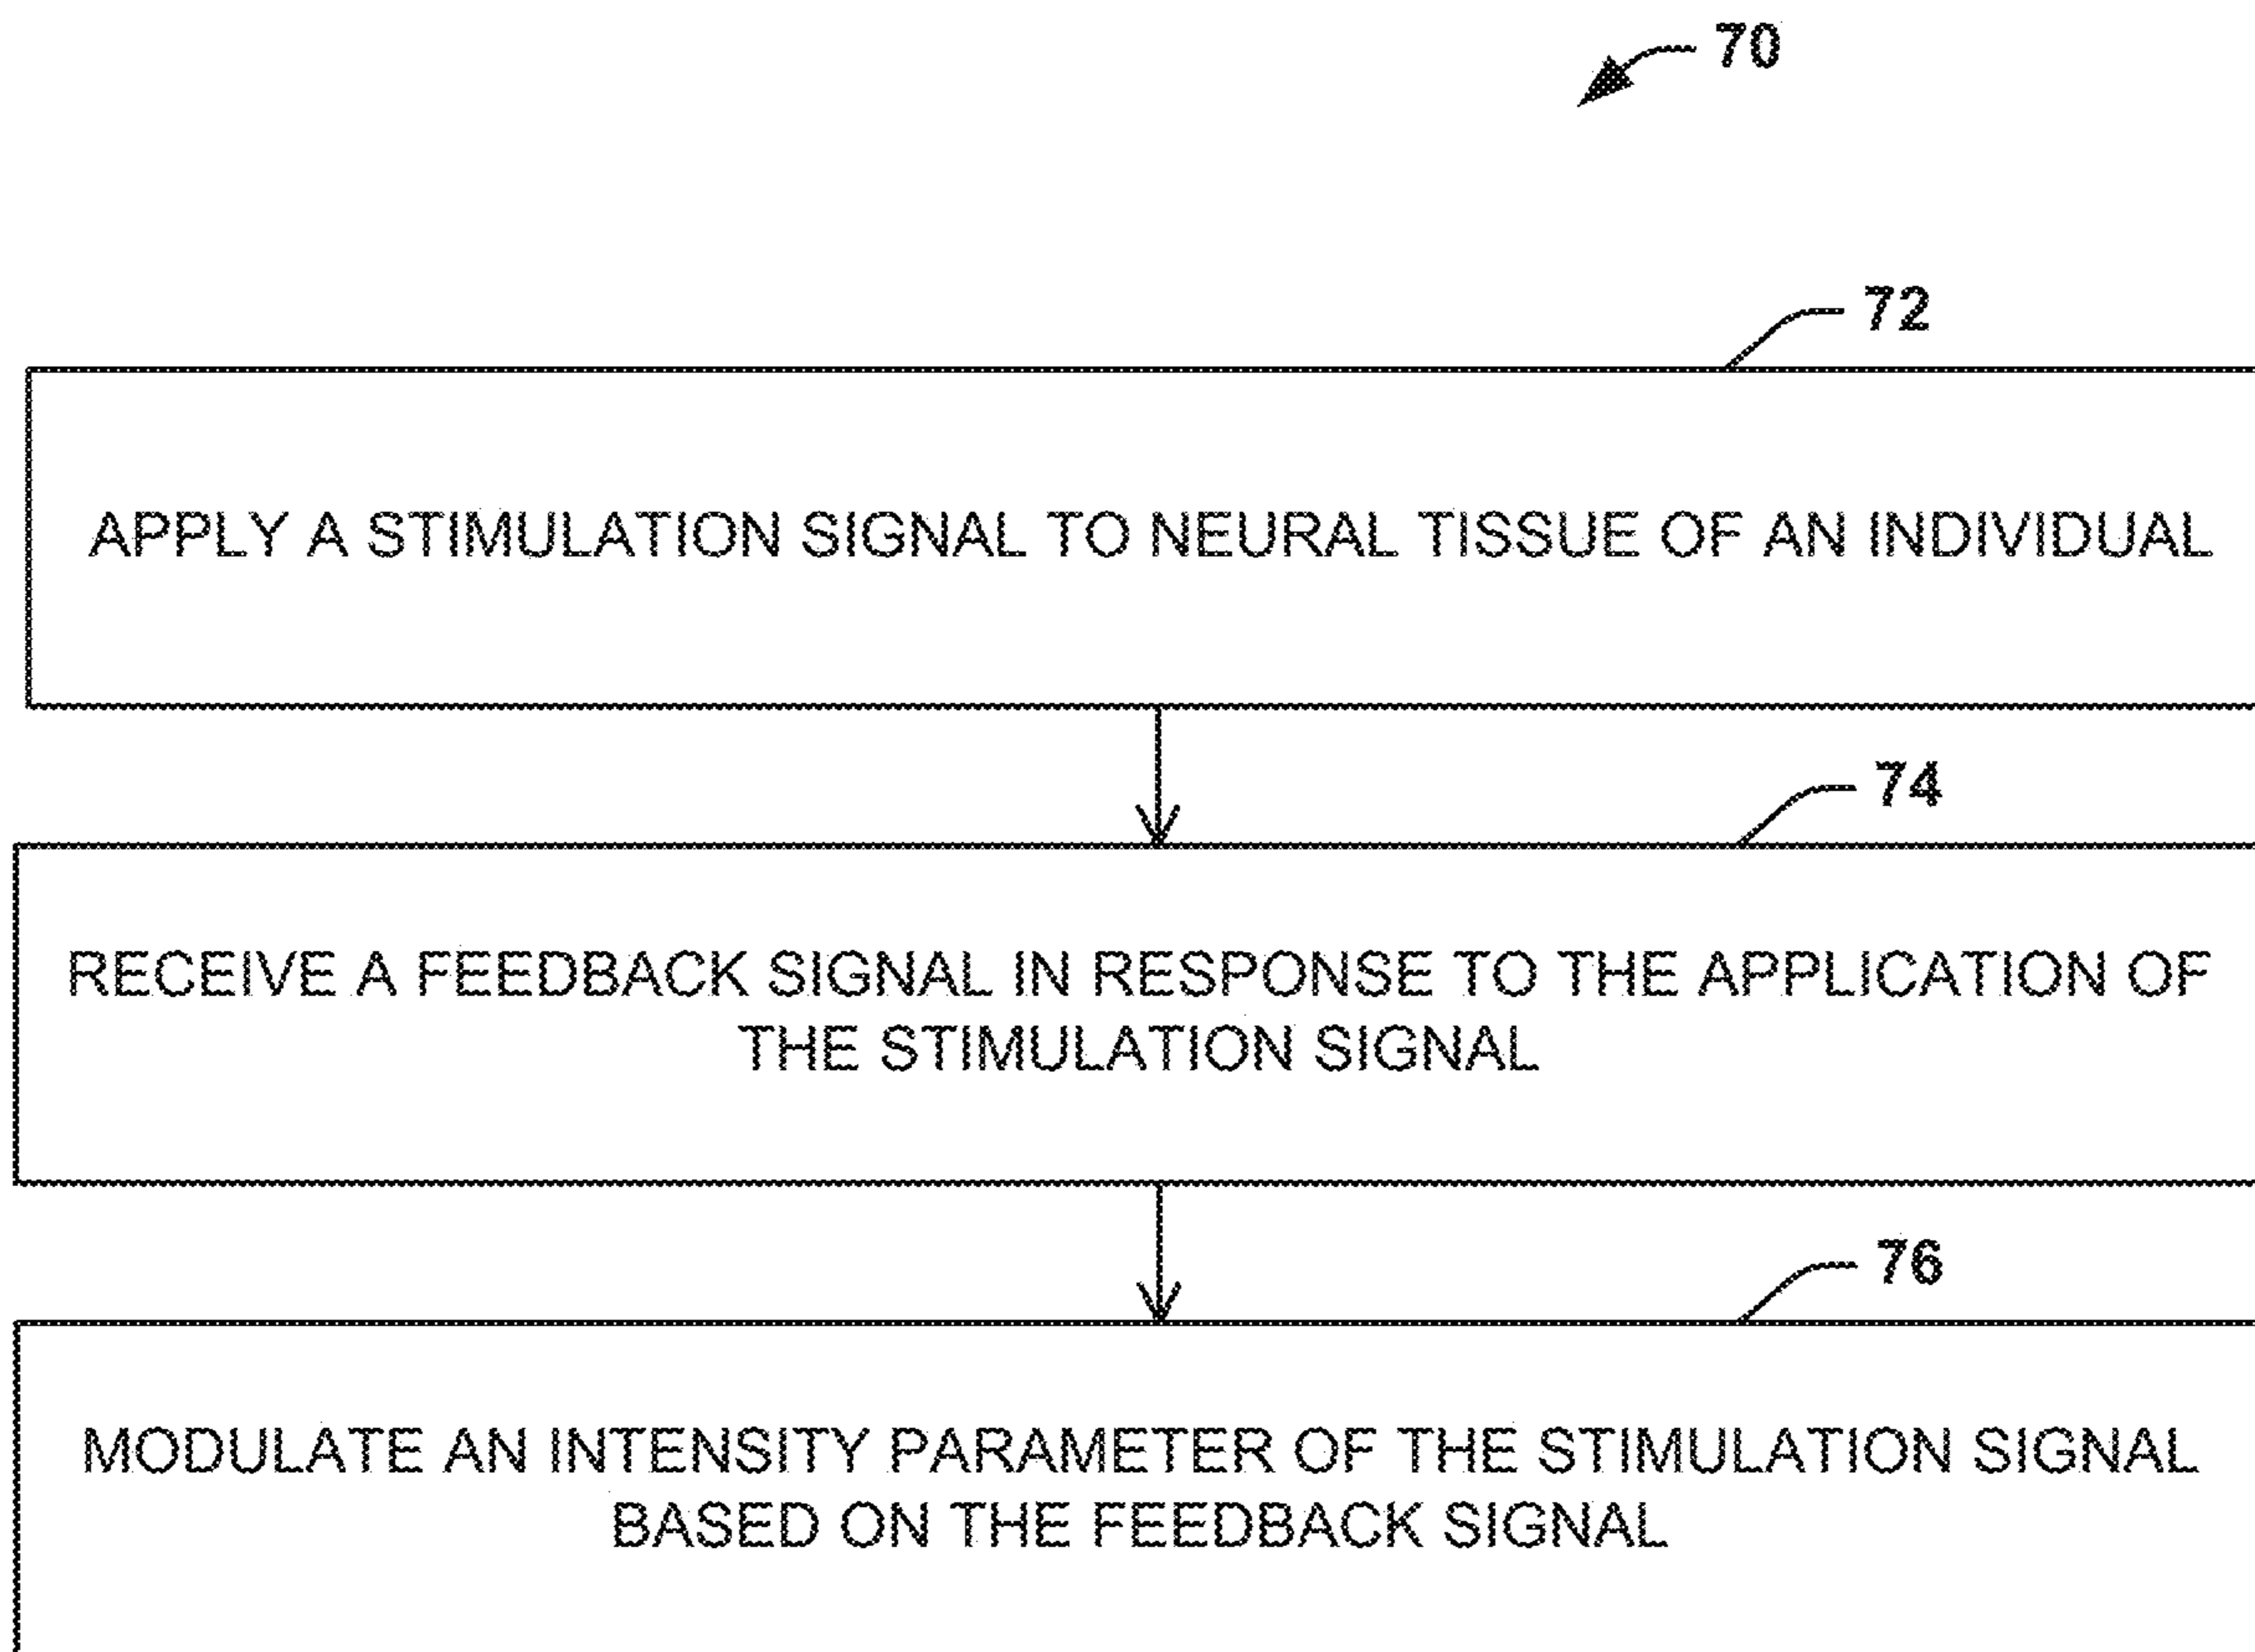 70
72
APPLY A STIMULATION SIGNAL TO NEURAL TISSUE OF AN INDIVIDUAL
74
RECEIVE A FEEDBACK SIGNAL IN RESPONSE TO THE APPLICATION OF
THE STIMULATION SIGNAL
76
MODULATE AN INTENSITY PARAMETER OF THE STIMULATION SIGNAL
BASED ON THE FEEDBACK SIGNAL